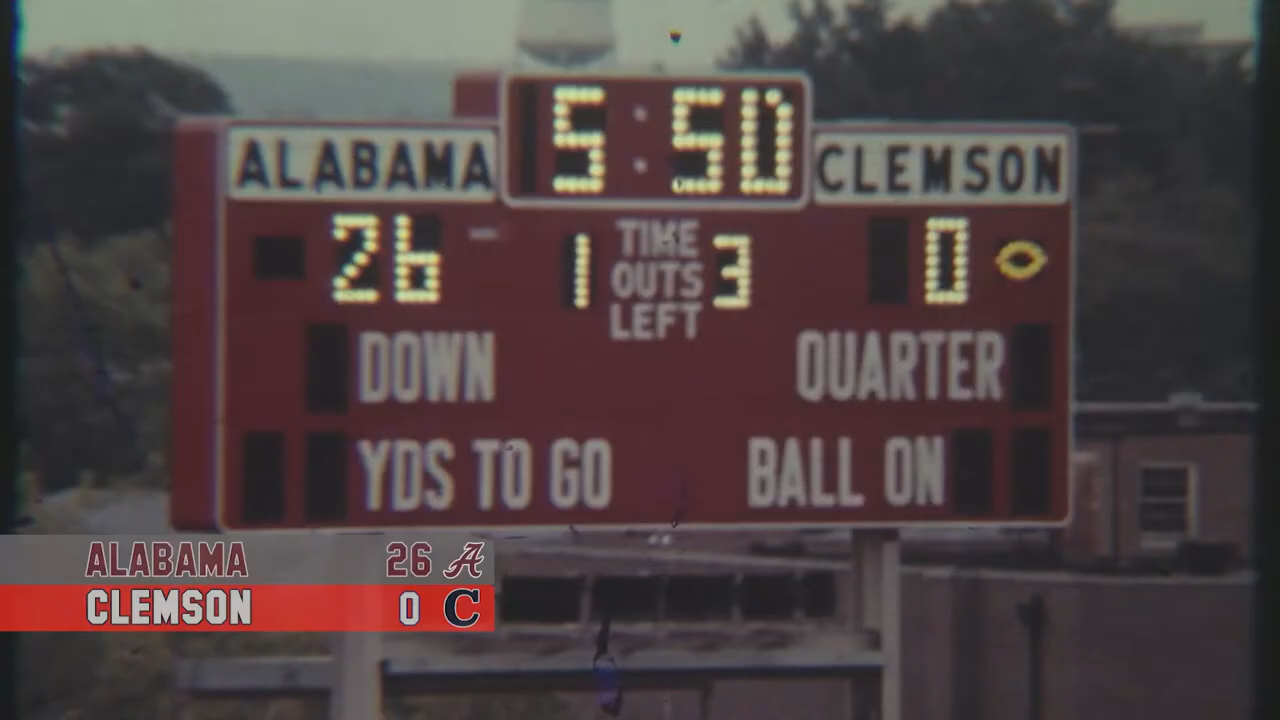 5:50
ALABAMA CLEMSON
26 1 TIME OUTS LEFT 3 0
DOWN QUARTER
YDS TO GO BALL ON
ALABAMA 26 A
CLEMSON 0 C